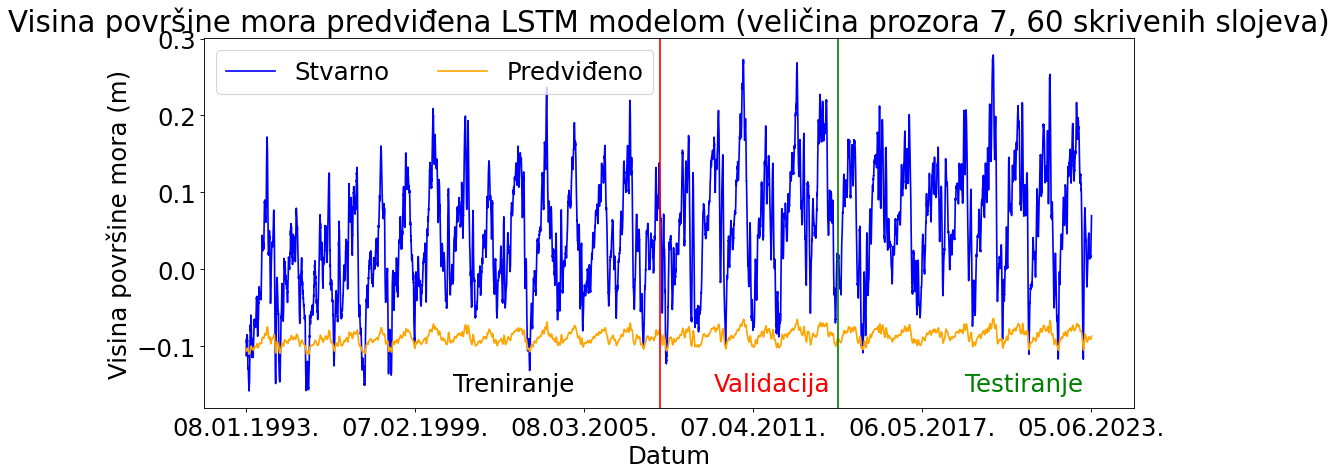 Visina površine mora predviđena LSTM modelom (veličina prozora 7, 60 skrivenih slojeva)
Stvarno Predviđeno
Visina površine mora (m)
0.3
0.2
0.1
0.0
−0.1
Treniranje Validacija Testiranje
08.01.1993. 07.02.1999. 08.03.2005. 07.04.2011. 06.05.2017. 05.06.2023.
Datum